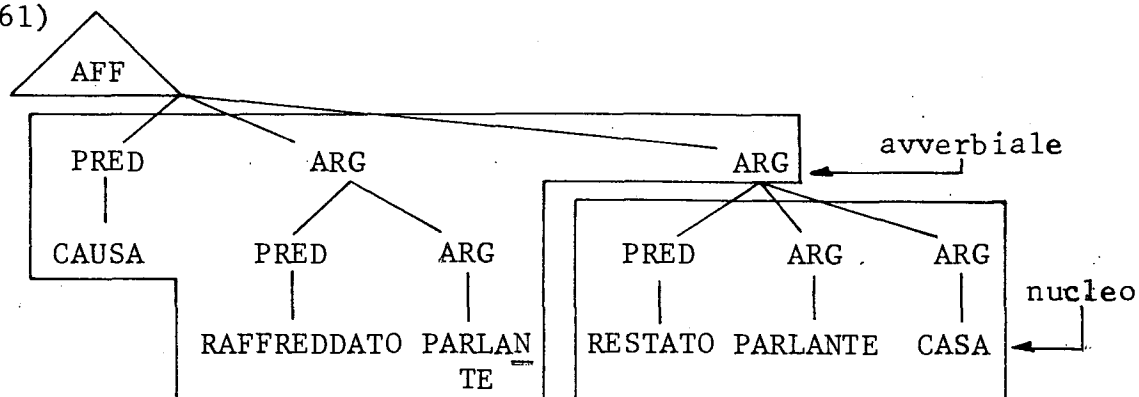 61)
AFF
PRED ARG ARG avverbiale
CAUSA PRED ARG PRED ARG ARG
nucleo
RAFFREDDATO PARLAN RESTATO PARLANTE CASA
TE